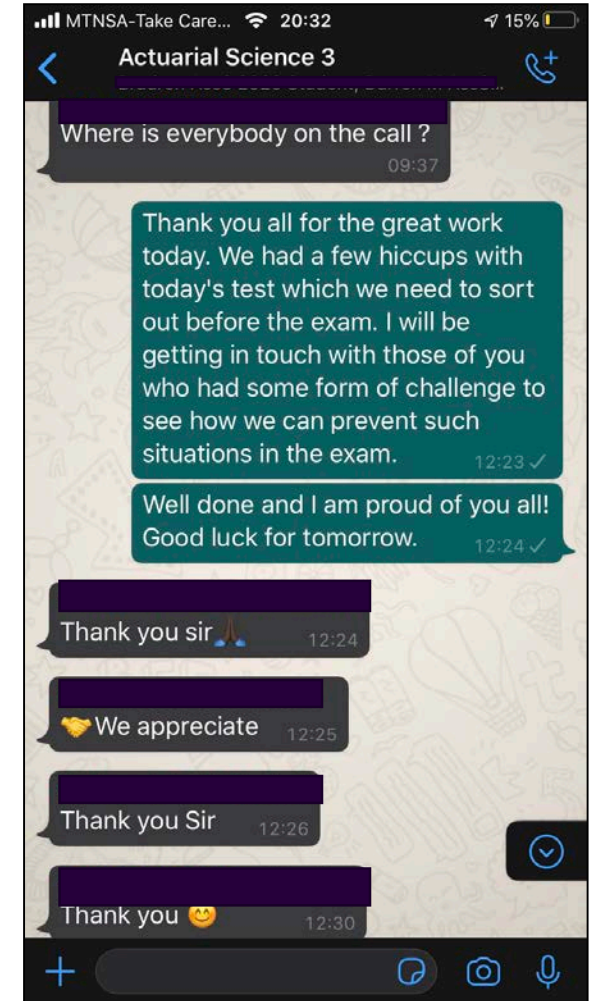 MTNSA-Take Care... 20:32 15%
Actuarial Science 3
Where is everybody on the call ?
09:37
Thank you all for the great work
today. We had a few hiccups with
today's test which we need to sort
out before the exam. I will be
getting in touch with those of you
who had some form of challenge to
see how we can prevent such
situations in the exam. 12:23 ✓
Well done and I am proud of you all!
Good luck for tomorrow. 12:24 ✓
Thank you sir🙏🏿 12:24
🤝We appreciate 12:25
Thank you Sir 12:26
Thank you 😊 12:30